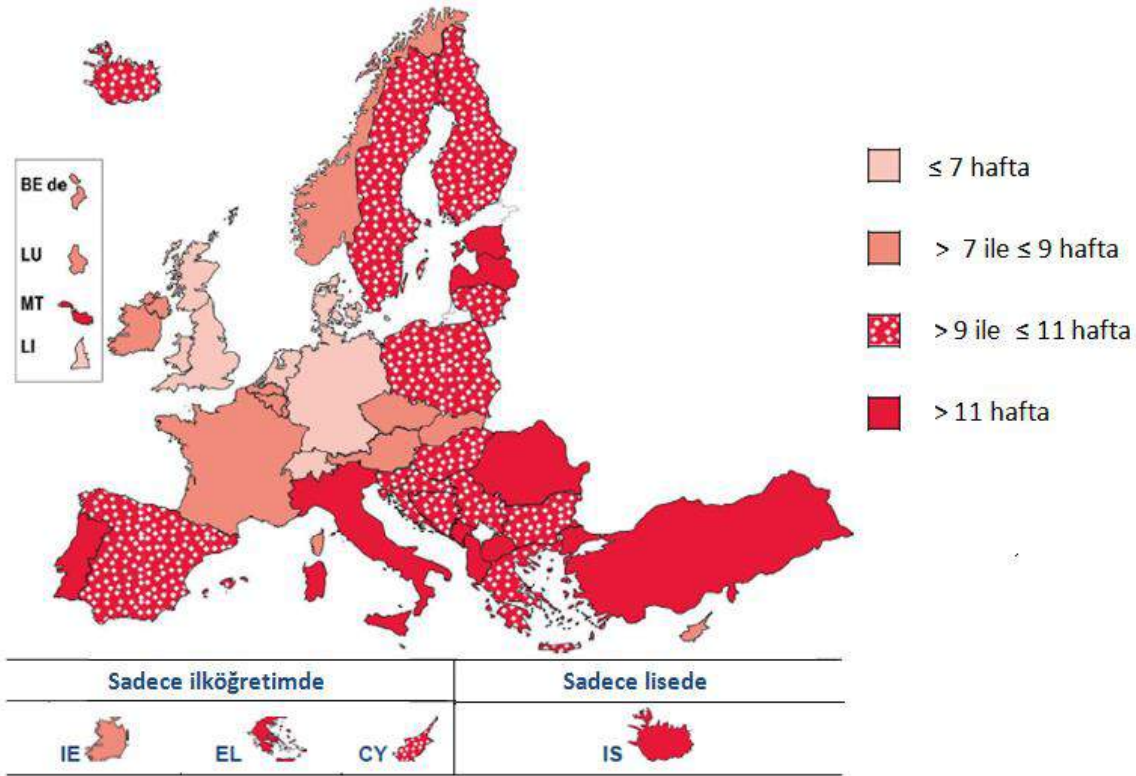 BE de
LU
MT
LI
≤ 7 hafta
> 7 ile ≤ 9 hafta
> 9 ile ≤ 11 hafta
> 11 hafta
Sadece ilköğretimde
Sadece lisede
IE
EL
CY
IS